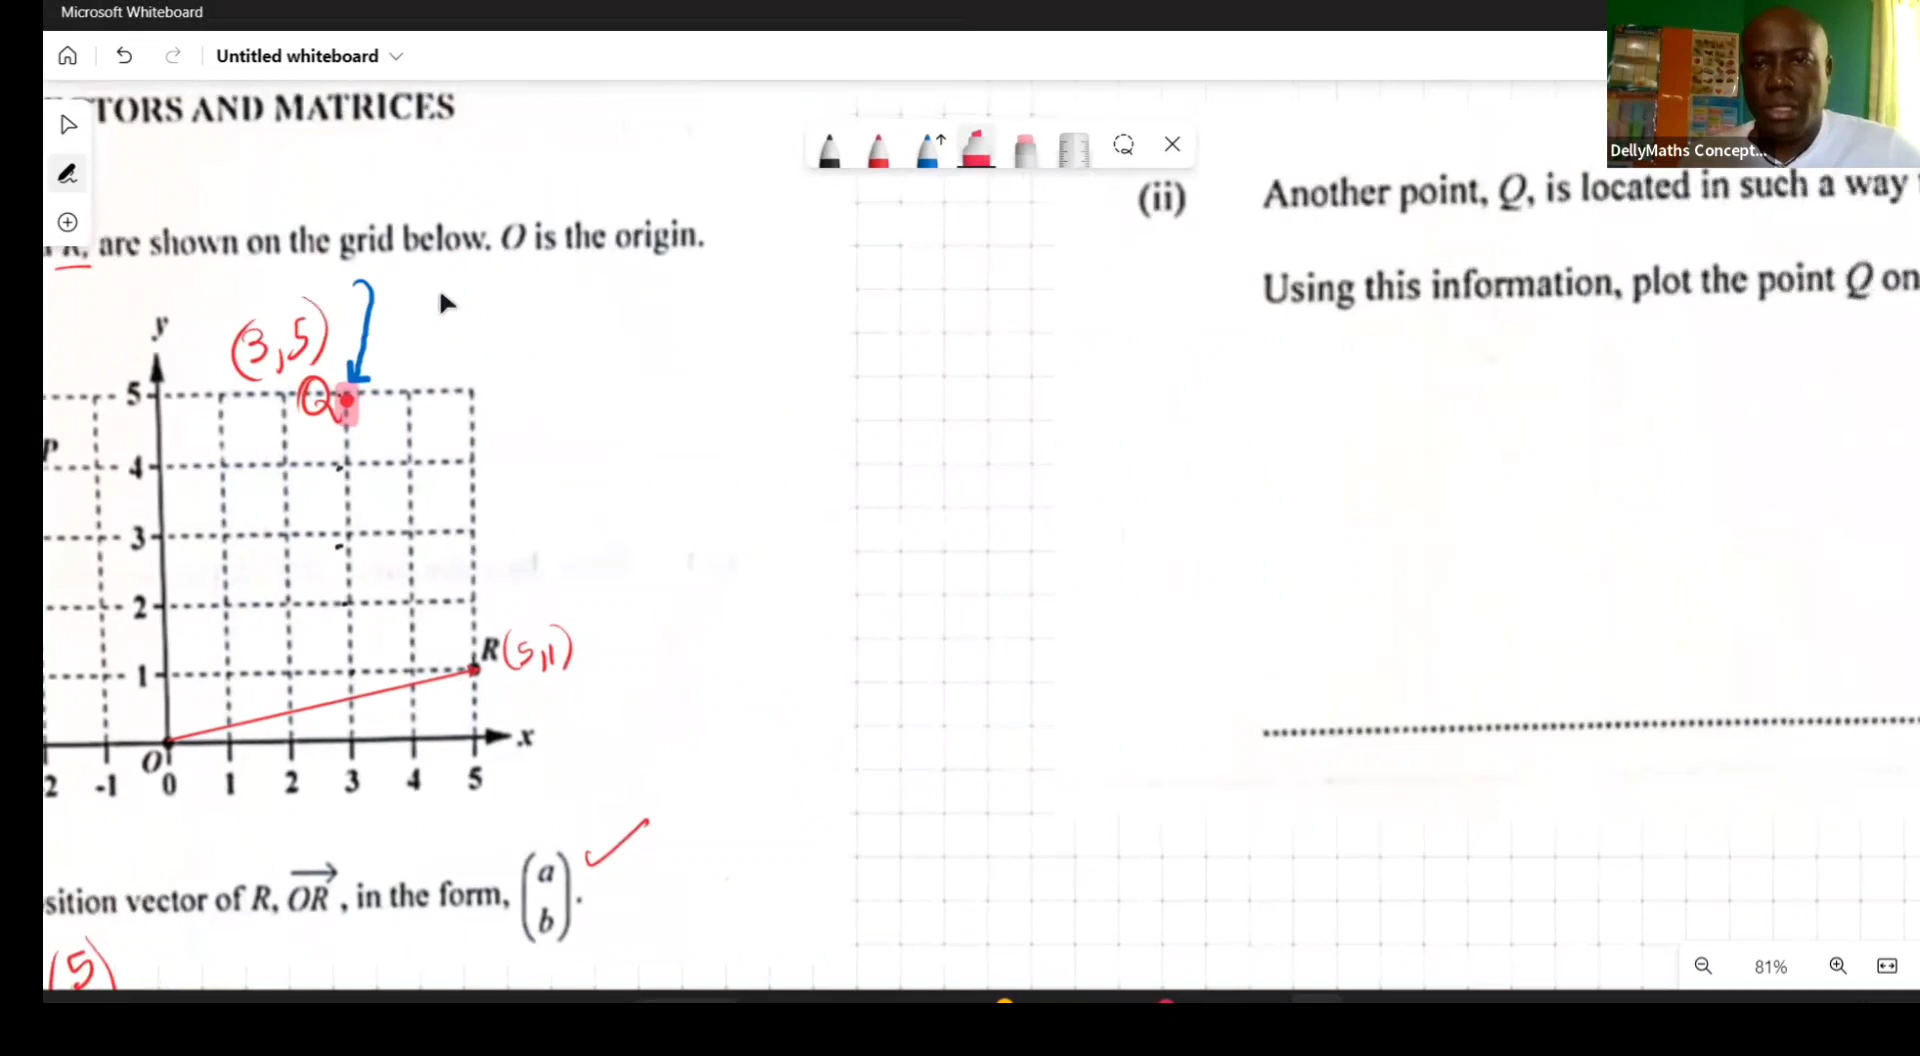 Microsoft Whiteboard
Untitled whiteboard
TORS AND MATRICES
R, are shown on the grid below. O is the origin.
(3,5)
y
Q
5
P
4
3
2
R(5,1)
1
x
O
2 -1 0 1 2 3 4 5
sition vector of R, OR, in the form, (a
b).
(5)
DellyMaths Concept...
(ii) Another point, Q, is located in such a way
Using this information, plot the point Q on
81%